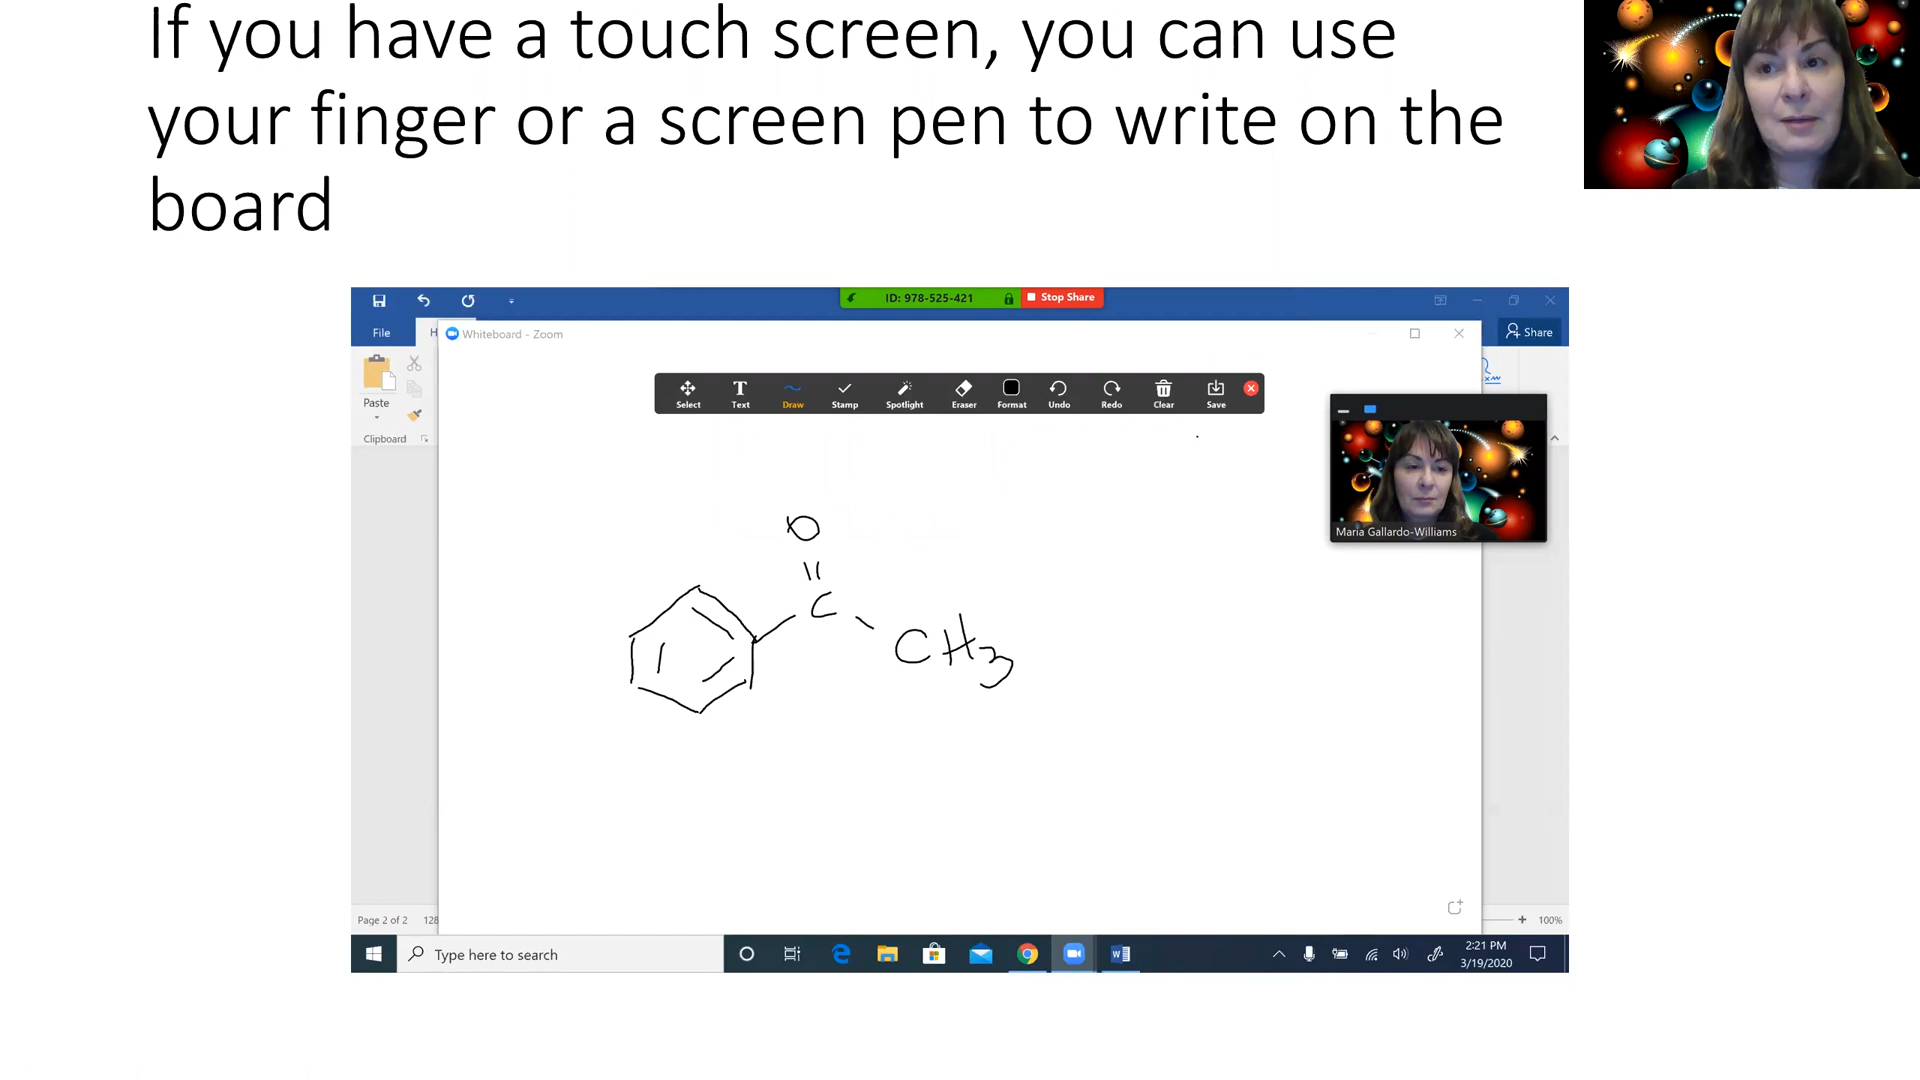 If you have a touch screen, you can use
your finger or a screen pen to write on the
board
ID: 978-525-421
Stop Share
File
H
Whiteboard - Zoom
Share
Paste
Clipboard
Select
Text
Draw
Stamp
Spotlight
Eraser
Format
Undo
Redo
Clear
Save
Maria Gallardo-Williams
O
C
CH3
Page 2 of 2
128
100%
Type here to search
2:21 PM
3/19/2020